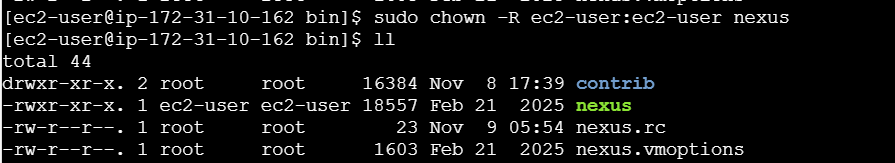 [ec2-user@ip-172-31-10-162 bin]$ sudo chown -R ec2-user:ec2-user nexus
[ec2-user@ip-172-31-10-162 bin]$ ll
total 44
drwxr-xr-x. 2 root     root     16384 Nov  8 17:39 contrib
-rwxr-xr-x. 1 ec2-user ec2-user 18557 Feb 21  2025 nexus
-rw-r--r--. 1 root     root        23 Nov  9 05:54 nexus.rc
-rw-r--r--. 1 root     root      1603 Feb 21  2025 nexus.vmoptions